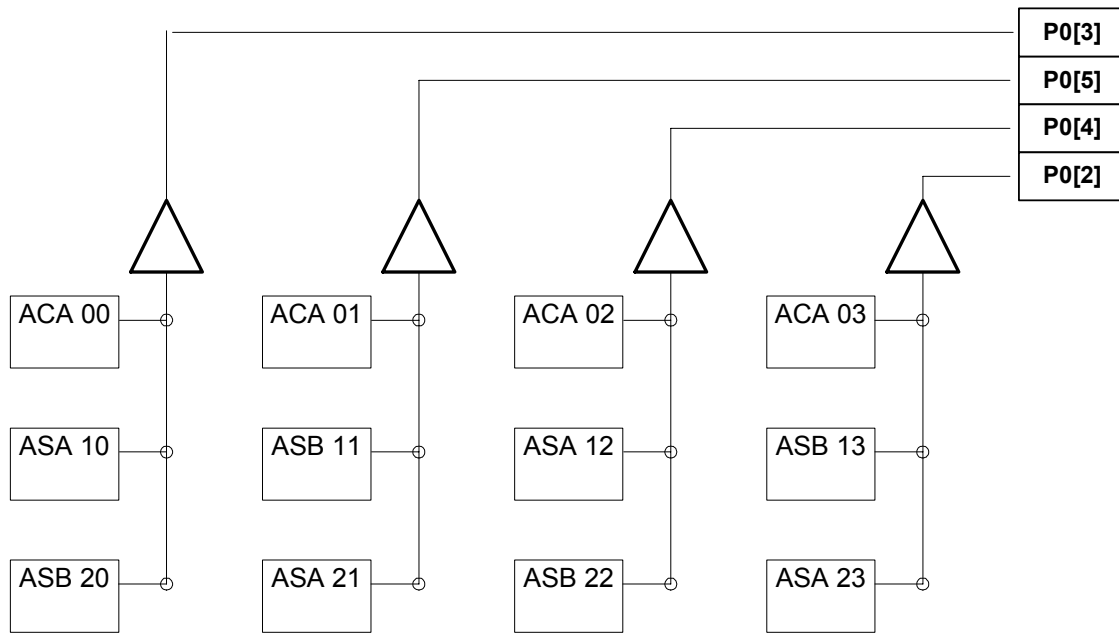 P0[3]
P0[5]
P0[4]
P0[2]
ACA 00
ACA 01
ACA 02
ACA 03
ASA 10
ASB 11
ASA 12
ASB 13
ASB 20
ASA 21
ASB 22
ASA 23